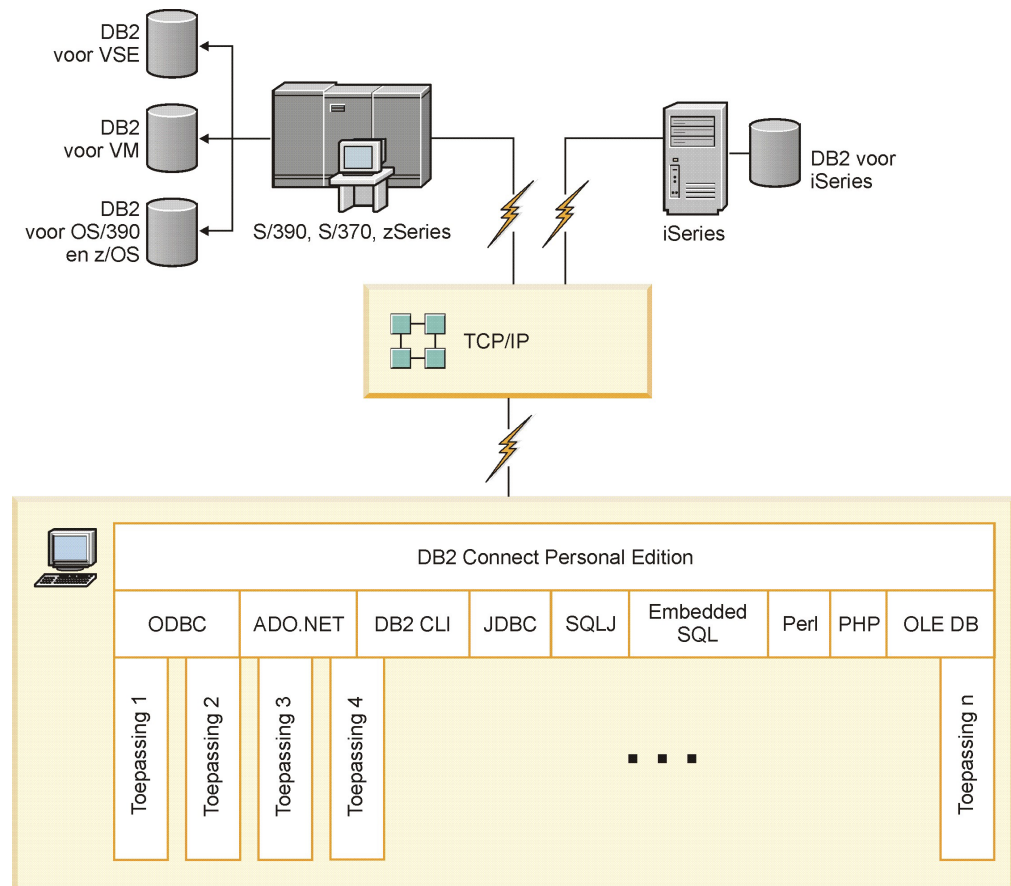 DB2
voor VSE
DB2
voor VM
DB2
voor OS/390
en z/OS
S/390, S/370, zSeries
iSeries
DB2 voor
iSeries
TCP/IP
DB2 Connect Personal Edition
ODBC
ADO.NET
DB2 CLI
JDBC
SQLJ
Embedded
SQL
Perl
PHP
OLE DB
Toepassing 1
Toepassing 2
Toepassing 3
Toepassing 4
Toepassing n